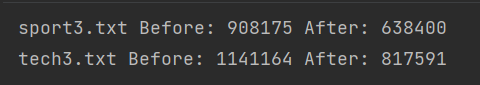 sport3.txt Before: 908175 After: 638400
tech3.txt Before: 1141164 After: 817591